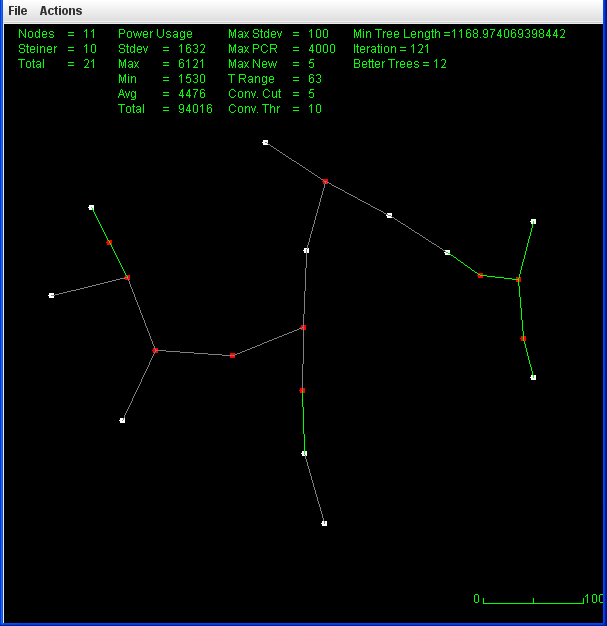 File Actions
Nodes = 11 Power Usage Max Stdev = 100 Min Tree Length =1168.974069398442
Steiner = 10 Stdev = 1632 Max PCR = 4000 Iteration = 121
Total = 21 Max = 6121 Max New = 5 Better Trees = 12
Min = 1530 T Range = 63
Avg = 4476 Conv. Cut = 5
Total = 94016 Conv. Thr = 10
0 100